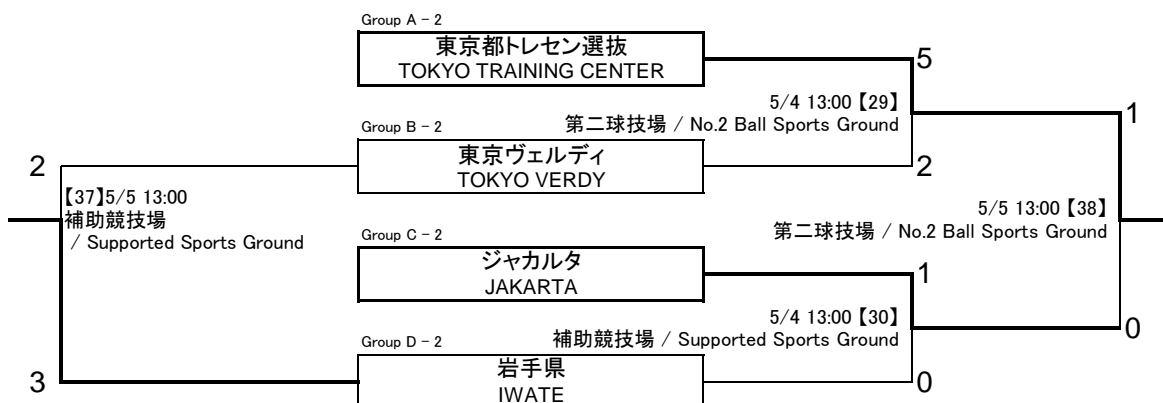 Group A - 2
東京都トレセン選抜
TOKYO TRAINING CENTER
5
5/4 13:00 【29】
第二球技場 / No.2 Ball Sports Ground
1
Group B - 2
東京ヴェルディ
TOKYO VERDY
2
2
【37】5/5 13:00
補助競技場
/ Supported Sports Ground
5/5 13:00 【38】
第二球技場 / No.2 Ball Sports Ground
Group C - 2
ジャカルタ
JAKARTA
1
5/4 13:00 【30】
補助競技場 / Supported Sports Ground
0
Group D - 2
岩手県
IWATE
3
0